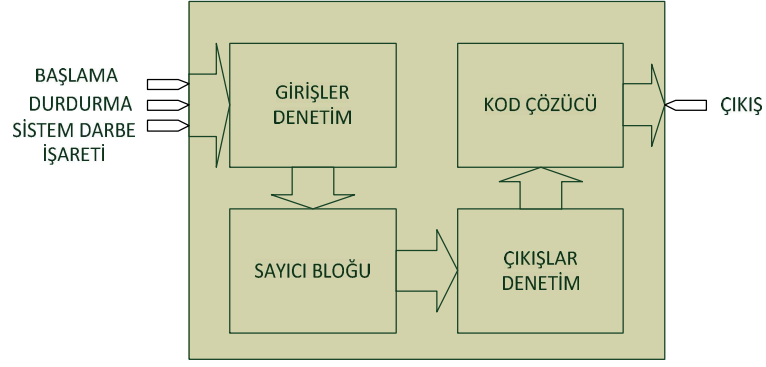 BAŞLAMA
DURDURMA
SİSTEM DARBE
İŞARETİ
GİRİŞLER
DENETİM
KOD ÇÖZÜCÜ
ÇIKIŞ
SAYICI BLOĞU
ÇIKIŞLAR
DENETİM